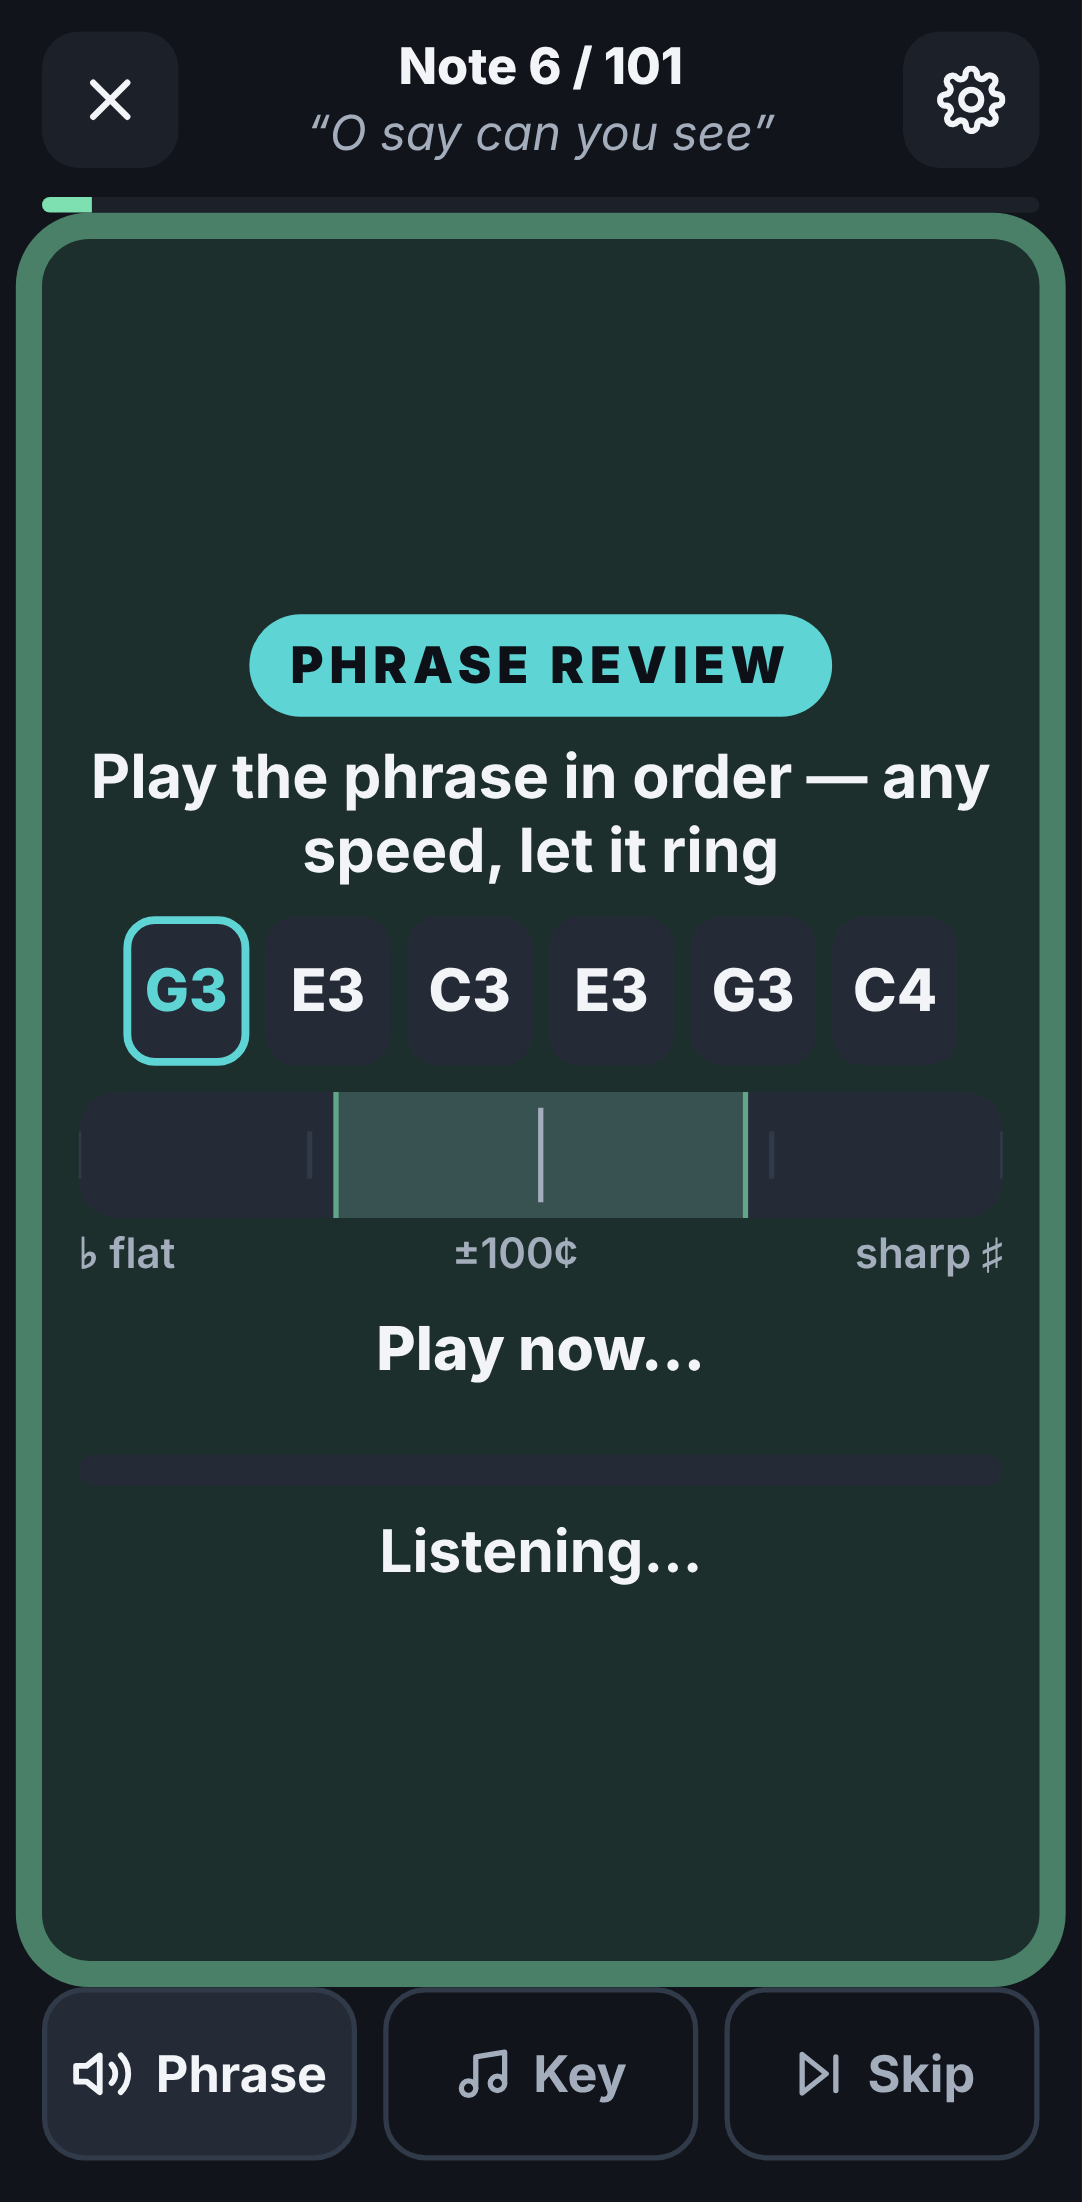 Note 6 / 101
“O say can you see”
PHRASE REVIEW
Play the phrase in order — any
speed, let it ring
G3 E3 C3 E3 G3 C4
♭ flat ±100¢ sharp ♯
Play now...
Listening...
Phrase Key Skip